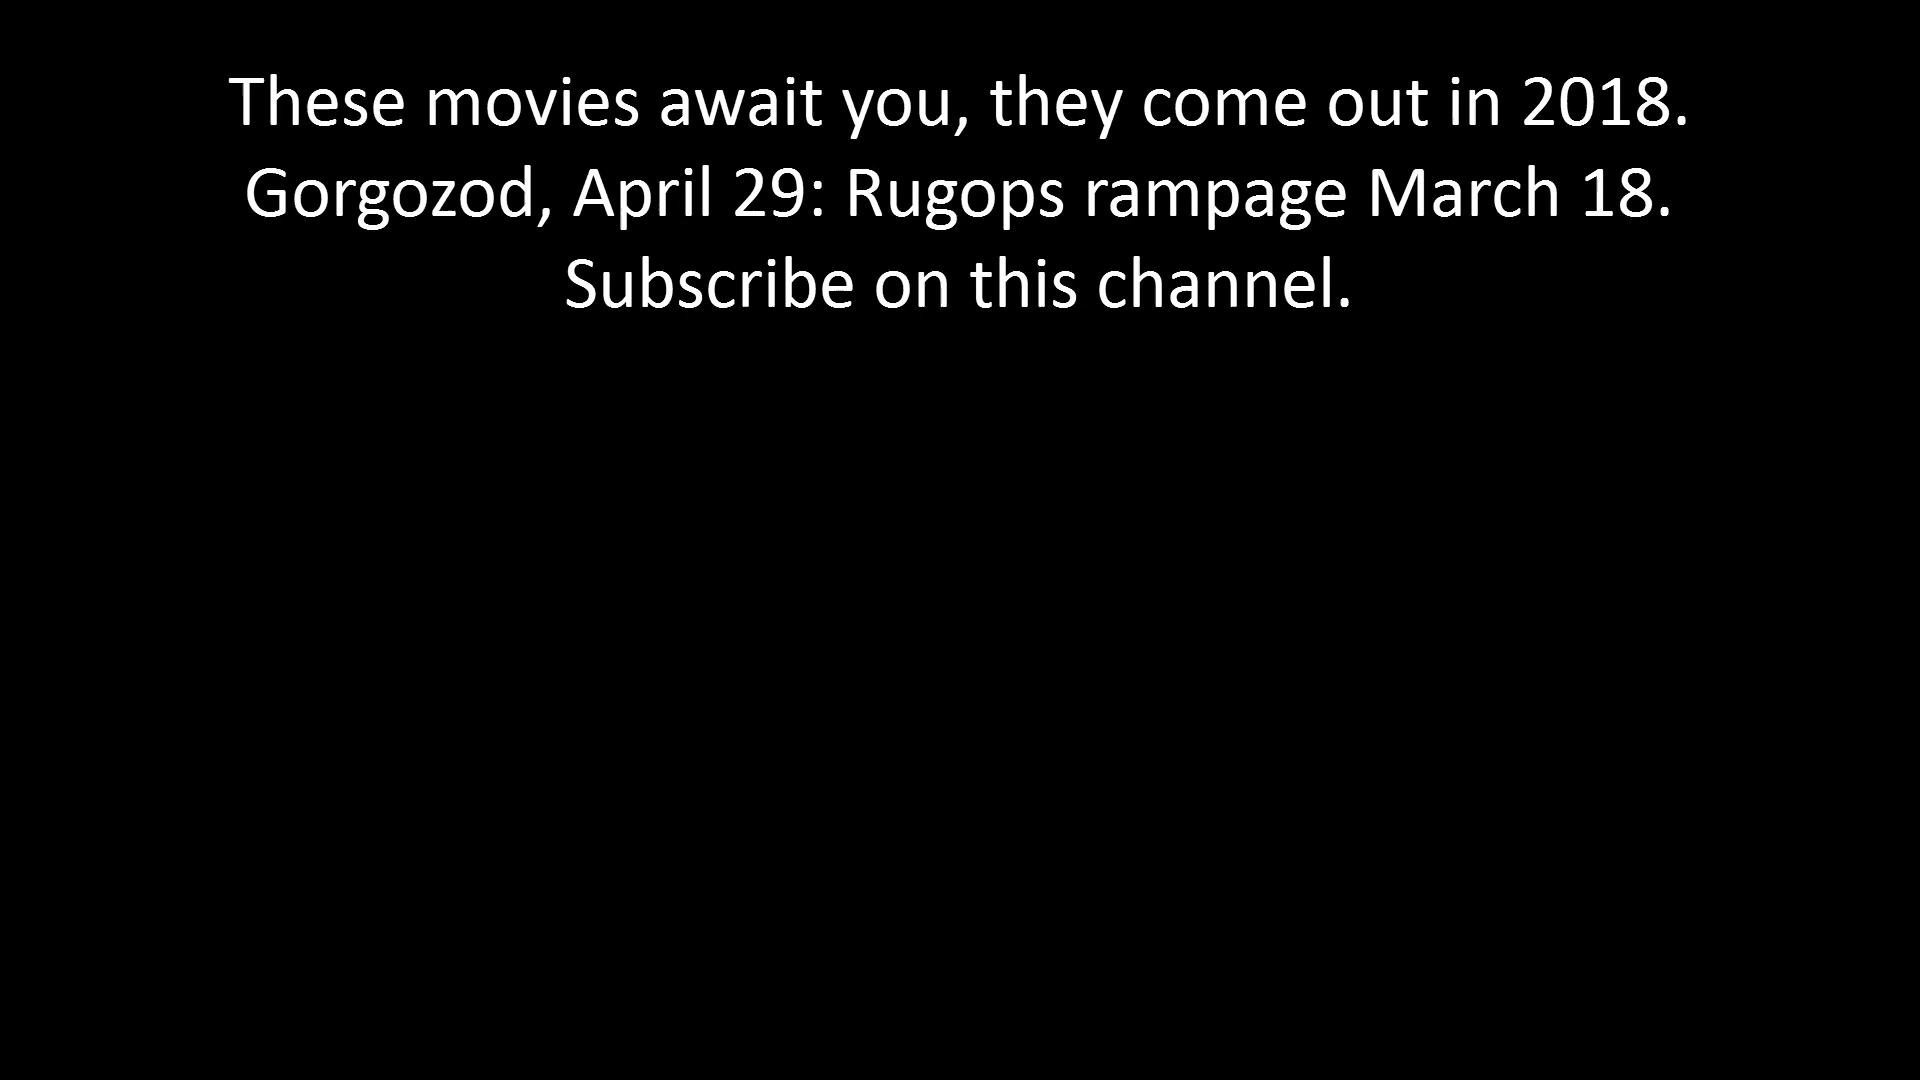 These movies await you, they come out in 2018.
Gorgozod, April 29: Rugops rampage March 18.
Subscribe on this channel.